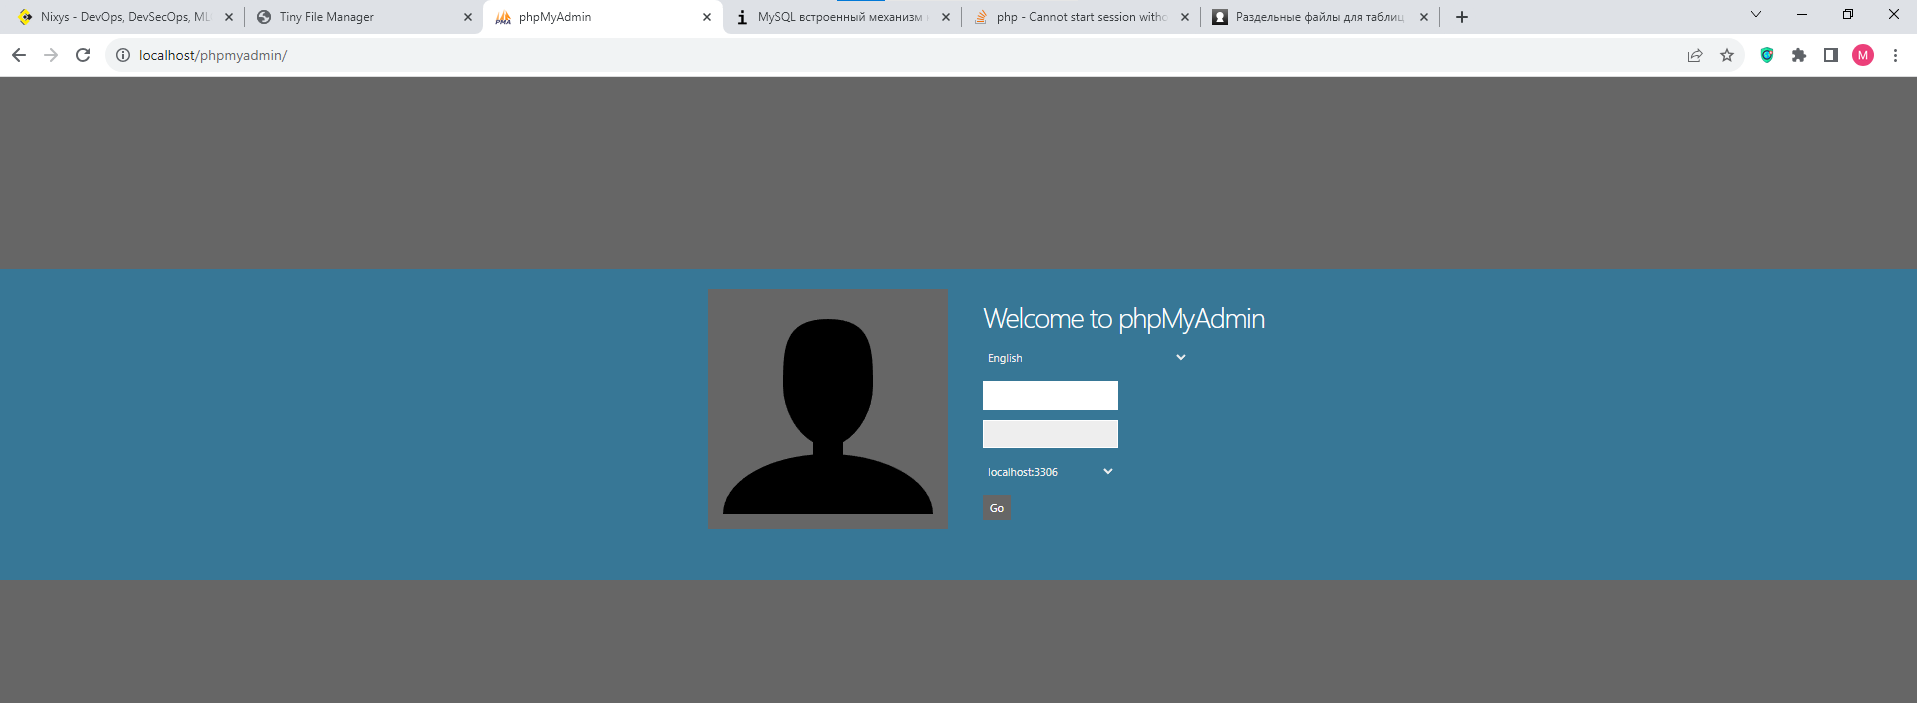 Nixys - DevOps, DevSecOps, ML
Tiny File Manager
phpMyAdmin
MySQL встроенный механизм
php - Cannot start session witho
Раздельные файлы для таблиц
localhost/phpmyadmin/
M
PMA
Welcome to phpMyAdmin
English
localhost:3306
Go